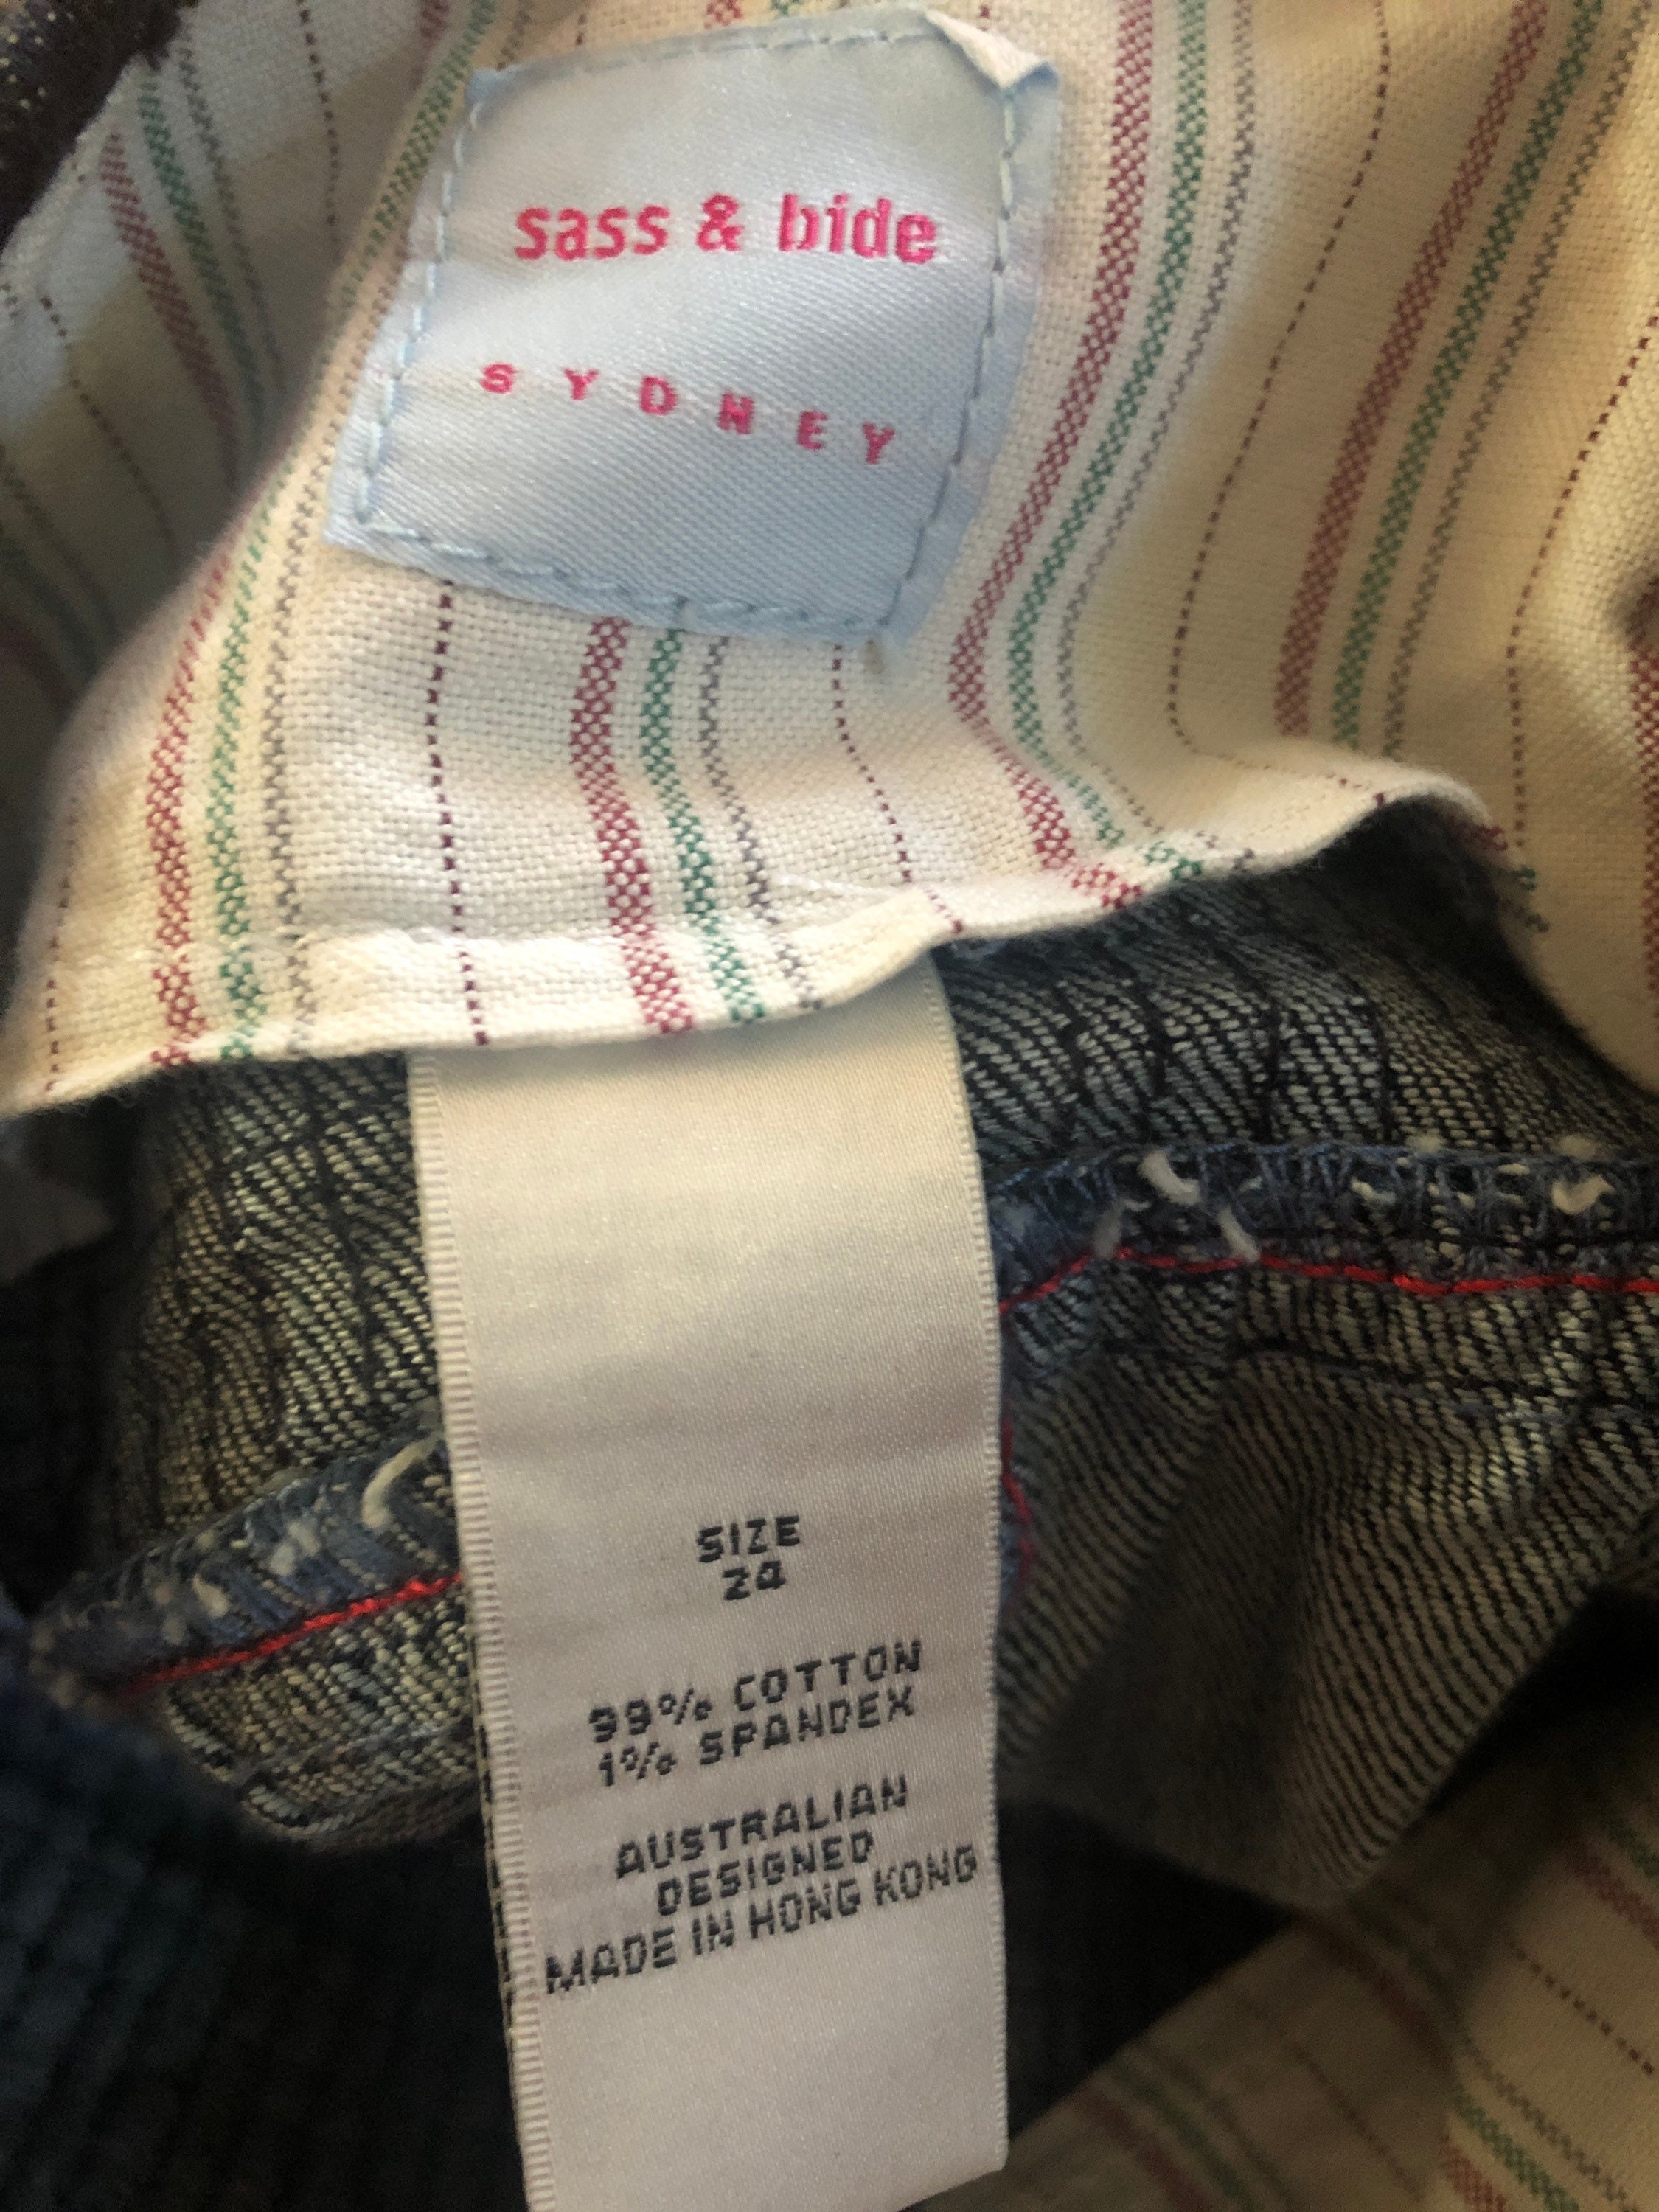 sass & bide
SYDNEY
SIZE
24
99% COTTON
1% SPANDEX
AUSTRALIAN
DESIGNED
MADE IN HONG KONG